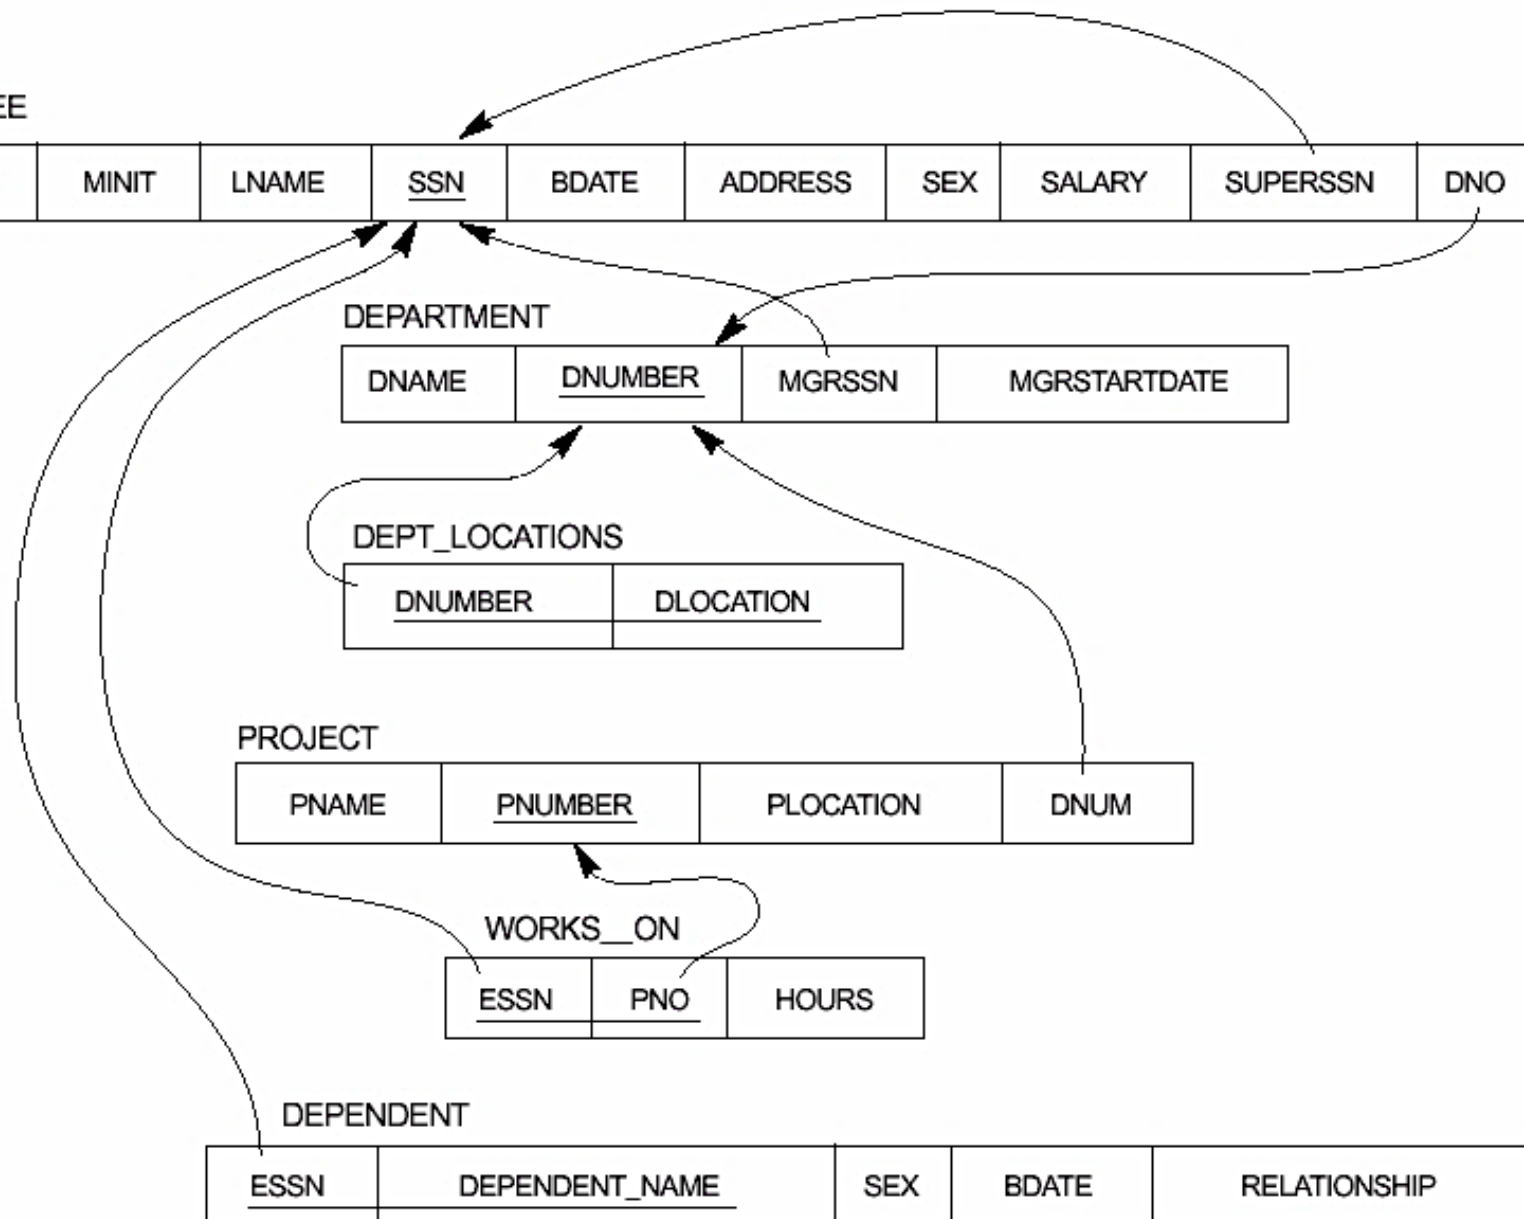 EE
MINIT LNAME SSN BDATE ADDRESS SEX SALARY SUPERSSN DNO
DEPARTMENT
DNAME DNUMBER MGRSSN MGRSTARTDATE
DEPT_LOCATIONS
DNUMBER DLOCATION
PROJECT
PNAME PNUMBER PLOCATION DNUM
WORKS__ON
ESSN PNO HOURS
DEPENDENT
ESSN DEPENDENT_NAME SEX BDATE RELATIONSHIP